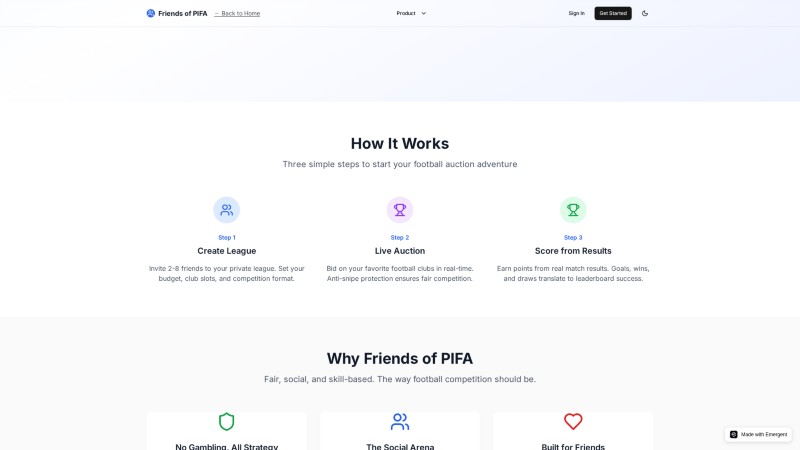 Friends of PIFA
← Back to Home
Product
Sign In
Get Started
How It Works
Three simple steps to start your football auction adventure
Step 1
Create League
Invite 2-8 friends to your private league. Set your
budget, club slots, and competition format.
Step 2
Live Auction
Bid on your favorite football clubs in real-time.
Anti-snipe protection ensures fair competition.
Step 3
Score from Results
Earn points from real match results. Goals, wins,
and draws translate to leaderboard success.
Why Friends of PIFA
Fair, social, and skill-based. The way football competition should be.
No Gambling. All Strategy
The Social Arena
Built for Friends
Made with Emergent